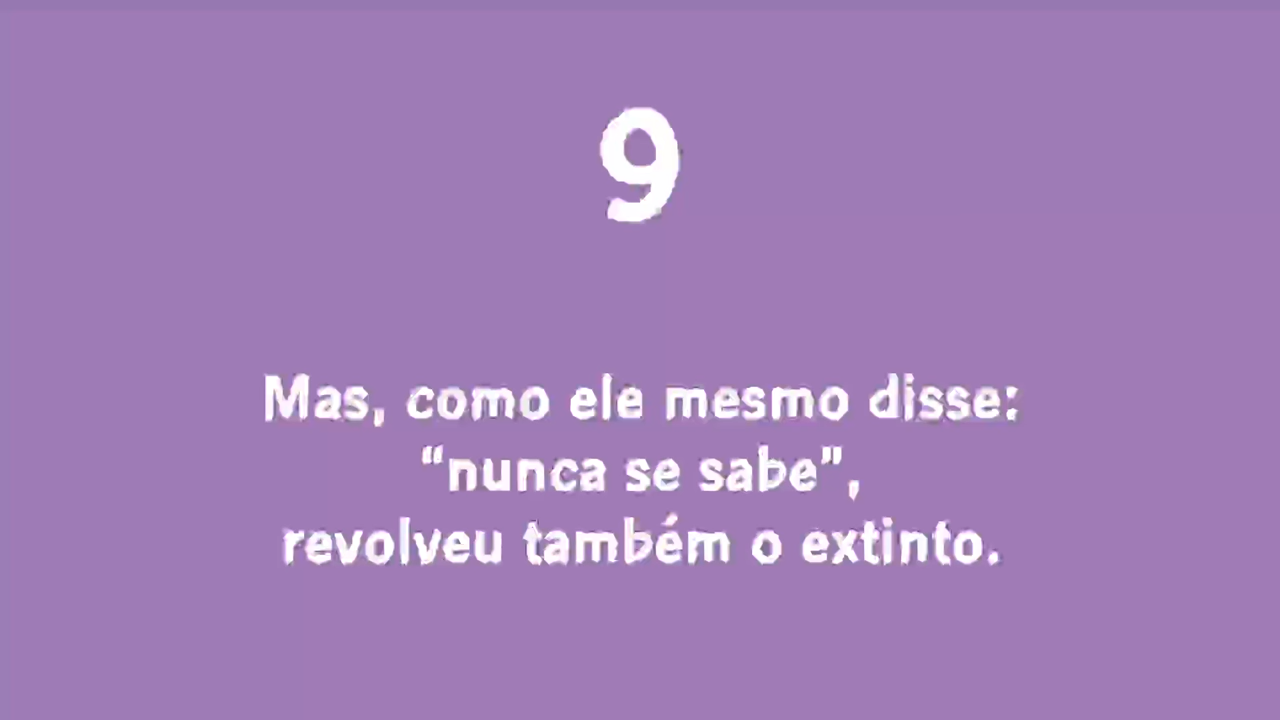 9
Mas, como ele mesmo disse:
“nunca se sabe”,
revolveu também o extinto.